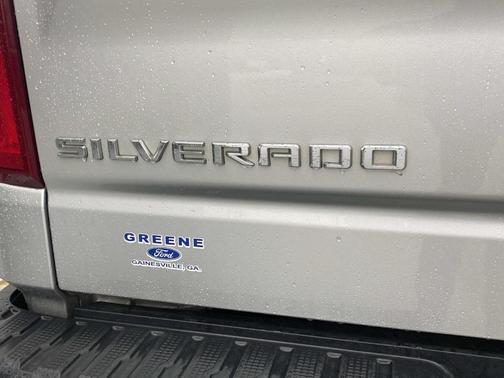 SILVERADO
GREENE
Ford
GAINESVILLE, GA.